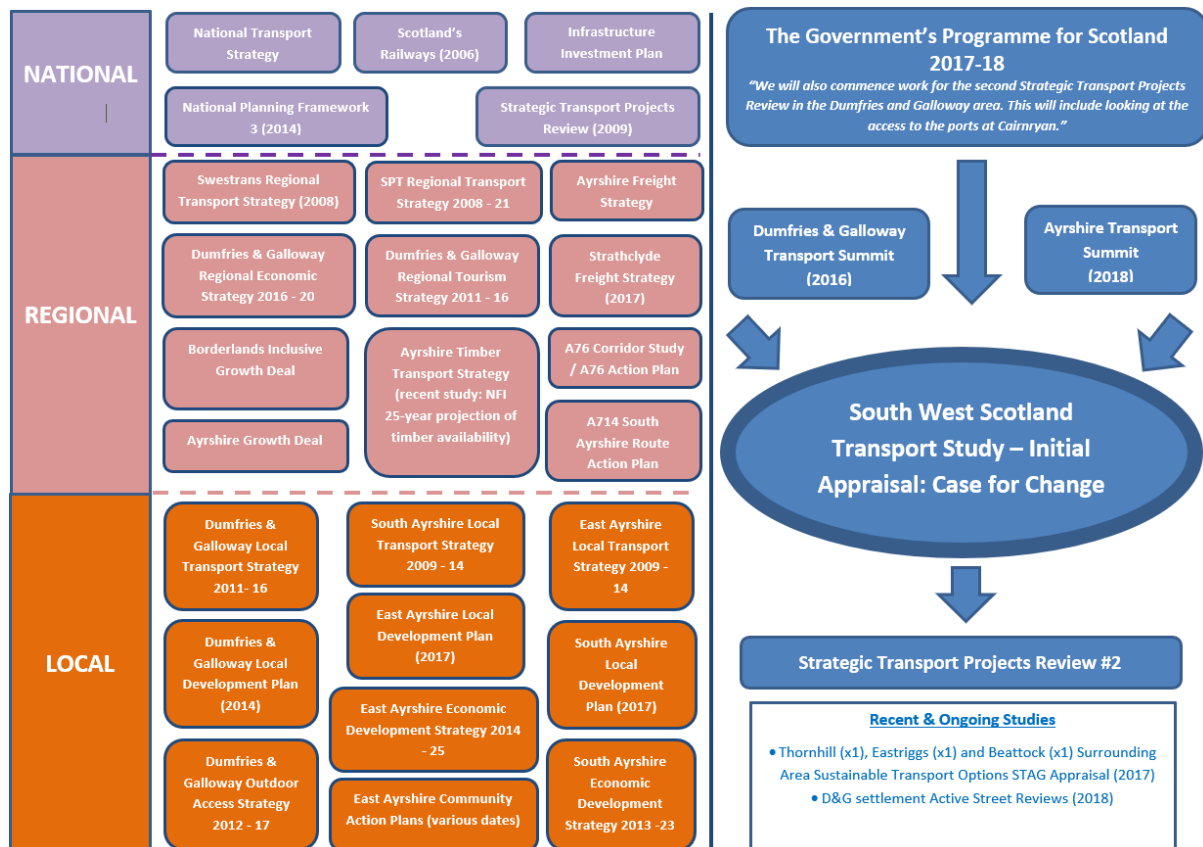 NATIONAL
National Transport
Strategy
Scotland's
Railways (2006)
Infrastructure
Investment Plan
National Planning Framework
3 (2014)
Strategic Transport Projects
Review (2009)
REGIONAL
Swestrans Regional
Transport Strategy (2008)
SPT Regional Transport
Strategy 2008 - 21
Ayrshire Freight
Strategy
Dumfries & Galloway
Regional Economic
Strategy 2016 - 20
Dumfries & Galloway
Regional Tourism
Strategy 2011 - 16
Strathclyde
Freight Strategy
(2017)
Borderlands Inclusive
Growth Deal
Ayrshire Timber
Transport Strategy
(recent study: NFI
25-year projection of
timber availability)
A76 Corridor Study
/ A76 Action Plan
Ayrshire Growth Deal
A714 South
Ayrshire Route
Action Plan
LOCAL
Dumfries &
Galloway Local
Transport Strategy
2011- 16
South Ayrshire Local
Transport Strategy
2009 - 14
East Ayrshire
Local Transport
Strategy 2009 -
14
Dumfries &
Galloway Local
Development Plan
(2014)
East Ayrshire Local
Development Plan
(2017)
South Ayrshire
Local
Development
Plan (2017)
East Ayrshire Economic
Development Strategy 2014
- 25
Dumfries &
Galloway Outdoor
Access Strategy
2012 - 17
East Ayrshire Community
Action Plans (various dates)
South Ayrshire
Economic
Development
Strategy 2013 -23
The Government's Programme for Scotland
2017-18
"We will also commence work for the second Strategic Transport Projects
Review in the Dumfries and Galloway area. This will include looking at the
access to the ports at Cairnryan."
Dumfries & Galloway
Transport Summit
(2016)
Ayrshire Transport
Summit
(2018)
South West Scotland
Transport Study – Initial
Appraisal: Case for Change
Strategic Transport Projects Review #2
Recent & Ongoing Studies
• Thornhill (x1), Eastriggs (x1) and Beattock (x1) Surrounding
Area Sustainable Transport Options STAG Appraisal (2017)
• D&G settlement Active Street Reviews (2018)